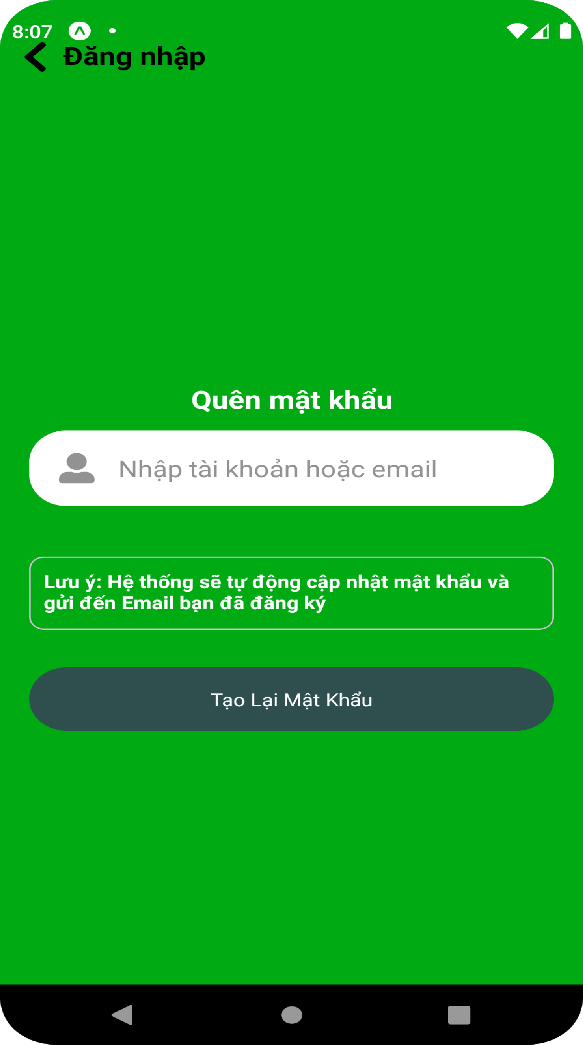 8:07
Đăng nhập
Quên mật khẩu
Nhập tài khoản hoặc email
Lưu ý: Hệ thống sẽ tự động cập nhật mật khẩu và
gửi đến Email bạn đã đăng ký
Tạo Lại Mật Khẩu